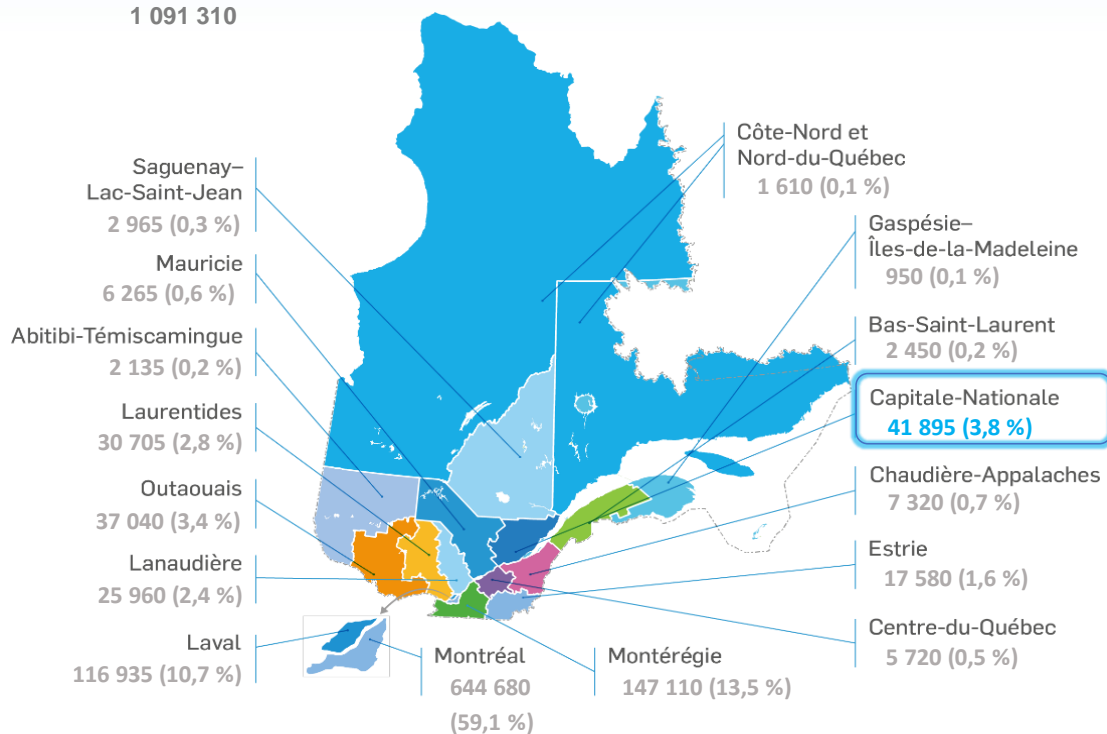 1 091 310
Saguenay–
Lac-Saint-Jean
2 965 (0,3 %)
Mauricie
6 265 (0,6 %)
Abitibi-Témiscamingue
2 135 (0,2 %)
Laurentides
30 705 (2,8 %)
Outaouais
37 040 (3,4 %)
Lanaudière
25 960 (2,4 %)
Laval
116 935 (10,7 %)
Montréal
644 680
(59,1 %)
Montérégie
147 110 (13,5 %)
Côte-Nord et
Nord-du-Québec
1 610 (0,1 %)
Gaspésie–
Îles-de-la-Madeleine
950 (0,1 %)
Bas-Saint-Laurent
2 450 (0,2 %)
Capitale-Nationale
41 895 (3,8 %)
Chaudière-Appalaches
7 320 (0,7 %)
Estrie
17 580 (1,6 %)
Centre-du-Québec
5 720 (0,5 %)